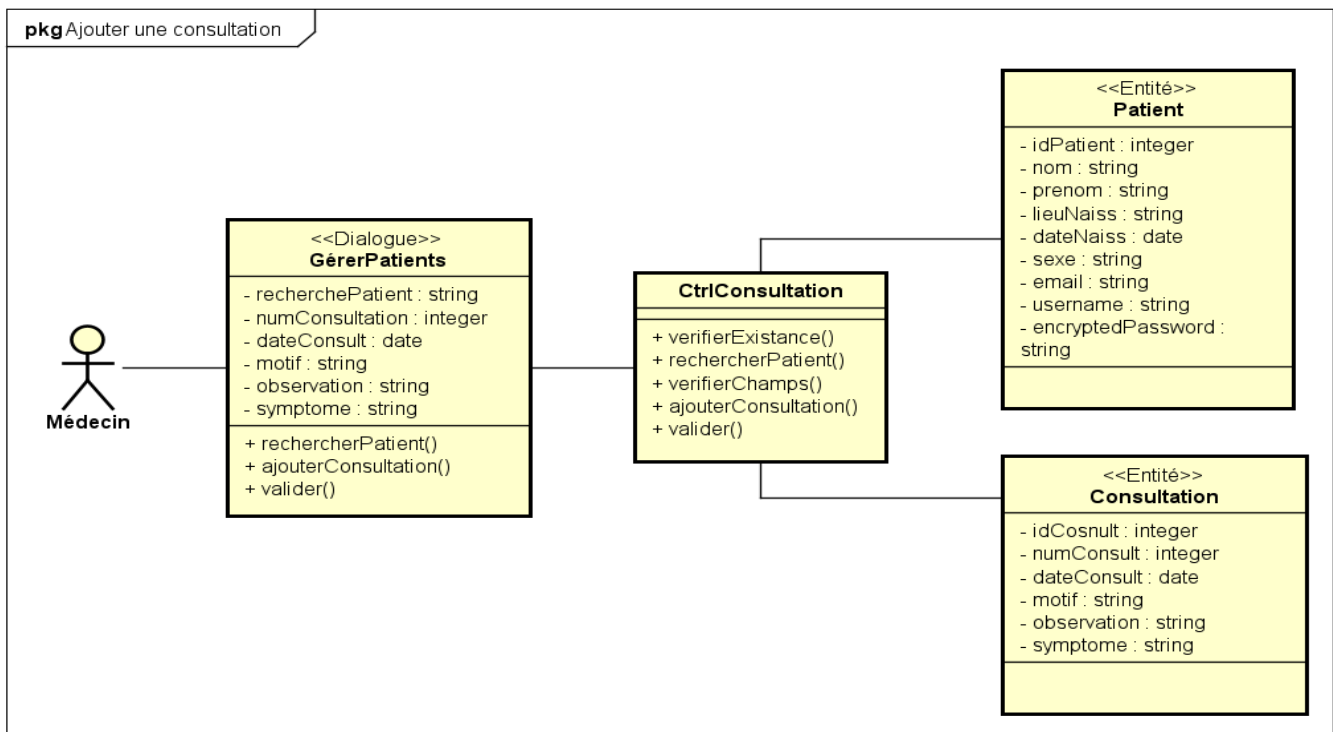 pkg Ajouter une consultation
Médecin
<<Dialogue>>
GérerPatients
- recherchePatient : string
- numConsultation : integer
- dateConsult : date
- motif : string
- observation : string
- symptome : string
+ rechercherPatient()
+ ajouterConsultation()
+ valider()
CtrlConsultation
+ verifierExistance()
+ rechercherPatient()
+ verifierChamps()
+ ajouterConsultation()
+ valider()
<<Entité>>
Patient
- idPatient : integer
- nom : string
- prenom : string
- lieuNaiss : string
- dateNaiss : date
- sexe : string
- email : string
- username : string
- encryptedPassword :
string
<<Entité>>
Consultation
- idCosnult : integer
- numConsult : integer
- dateConsult : date
- motif : string
- observation : string
- symptome : string